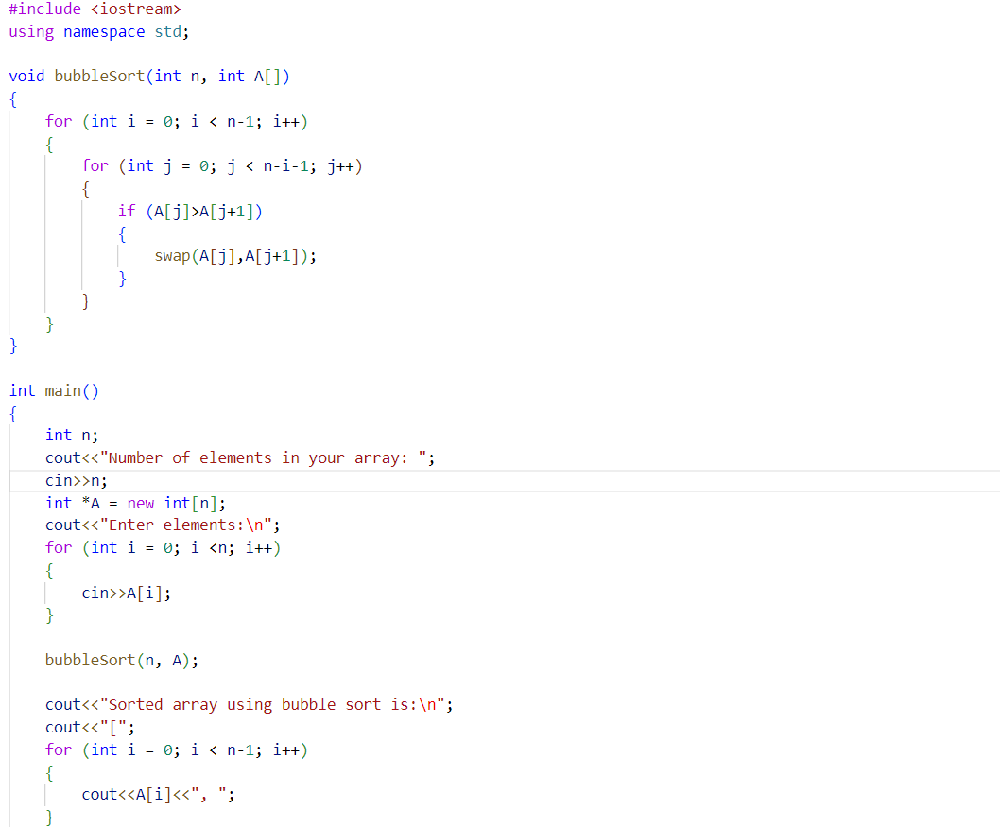 #include <iostream>
using namespace std;

void bubbleSort(int n, int A[])
{
    for (int i = 0; i < n-1; i++)
    {
        for (int j = 0; j < n-i-1; j++)
        {
            if (A[j]>A[j+1])
            {
                swap(A[j],A[j+1]);
            }
        }
    }
}

int main()
{
    int n;
    cout<<"Number of elements in your array: ";
    cin>>n;
    int *A = new int[n];
    cout<<"Enter elements:\n";
    for (int i = 0; i <n; i++)
    {
        cin>>A[i];
    }

    bubbleSort(n, A);

    cout<<"Sorted array using bubble sort is:\n";
    cout<<"[";
    for (int i = 0; i < n-1; i++)
    {
        cout<<A[i]<<", ";
    }